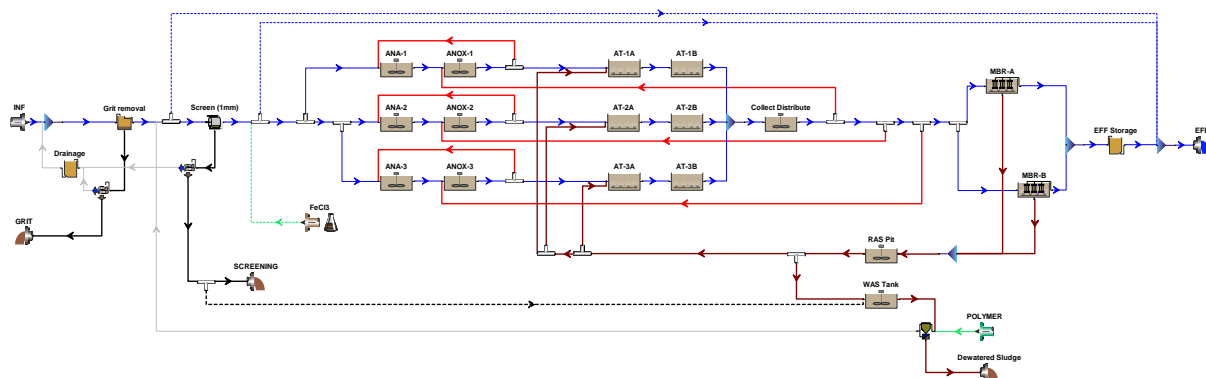 ANA-1
ANOX-1
AT-1A
AT-1B
MBR-A
INF
Grit removal
Screen (1mm)
ANA-2
ANOX-2
AT-2A
AT-2B
Collect Distribute
EFF Storage
Drainage
ANA-3
ANOX-3
AT-3A
AT-3B
MBR-B
GRIT
FeCl3
RAS Pit
SCREENING
WAS Tank
POLYMER
Dewatered Sludge